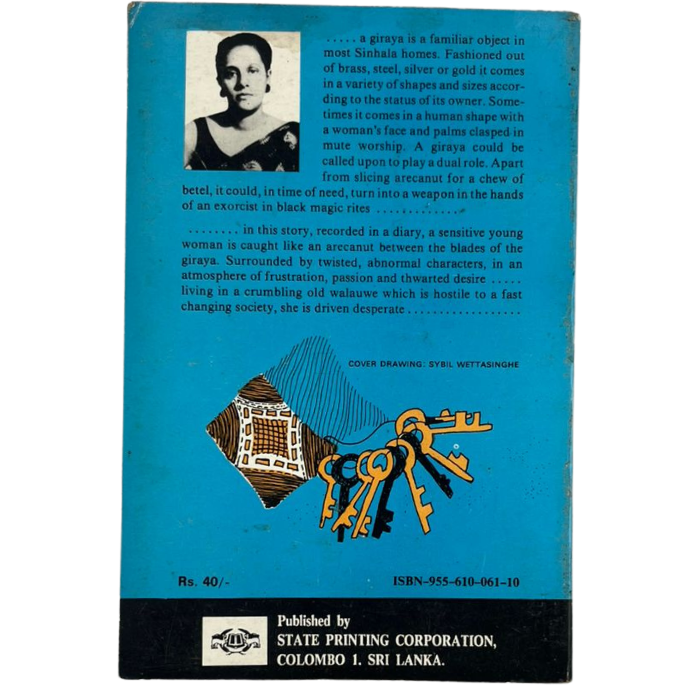 ..... a giraya is a familiar object in
most Sinhala homes. Fashioned out
of brass, steel, silver or gold it comes
in a variety of shapes and sizes accor-
ding to the status of its owner. Some-
times it comes in a human shape with
a woman's face and palms clasped in
mute worship. A giraya could be
called upon to play a dual role. Apart
from slicing arecanut for a chew of
betel, it could, in time of need, turn into a weapon in the hands
of an exorcist in black magic rites ..............
........ in this story, recorded in a diary, a sensitive young
woman is caught like an arecanut between the blades of the
giraya. Surrounded by twisted, abnormal characters, in an
atmosphere of frustration, passion and thwarted desire .....
living in a crumbling old walauwe which is hostile to a fast
changing society, she is driven desperate ...................
COVER DRAWING: SYBIL WETTASINGHE
Rs. 40/- ISBN–955–610–061–10
Published by
STATE PRINTING CORPORATION,
COLOMBO 1. SRI LANKA.